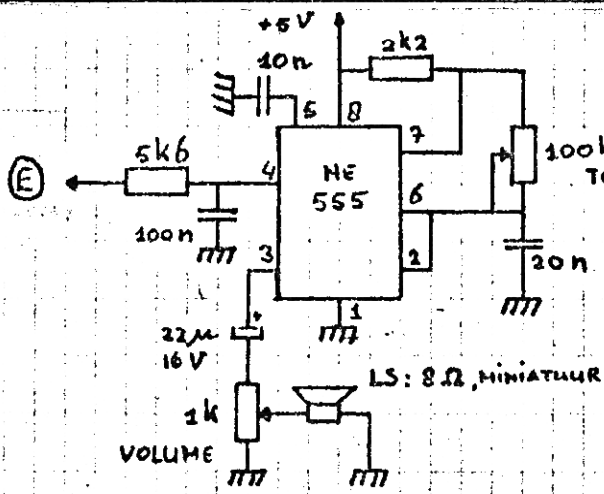 +5V
2k2
10n
5
8
7
5k6
E
4
NE
555
6
100k
100n
3
2
20n
1
22µ
16V
LS: 8Ω, MINIATUUR
1k
VOLUME